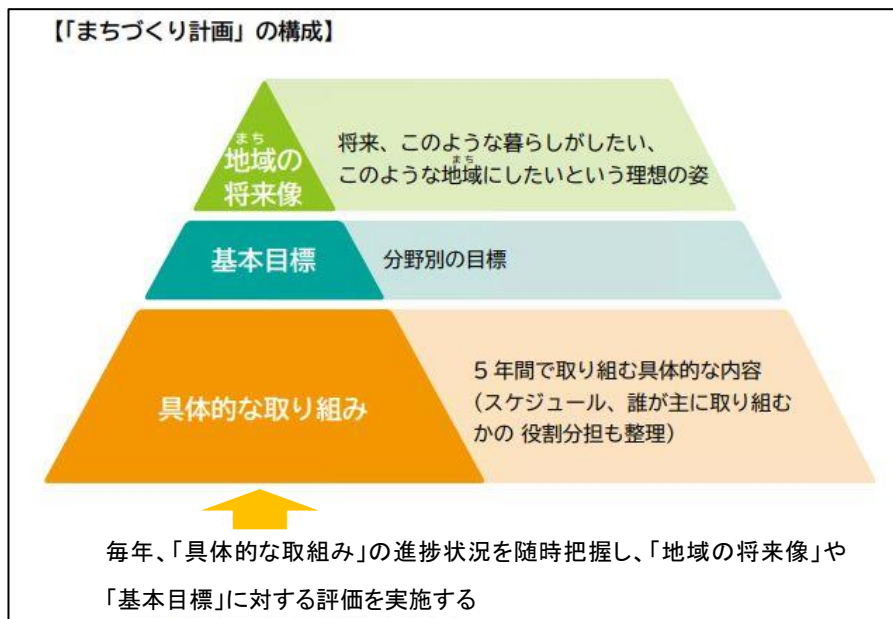 【「まちづくり計画」の構成】
まち
地域の
将来像
将来、このような暮らしがしたい、
まち
このような地域にしたいという理想の姿
基本目標
分野別の目標
具体的な取り組み
5年間で取り組む具体的な内容
(スケジュール、誰が主に取り組む
かの 役割分担も整理)
毎年、「具体的な取組み」の進捗状況を随時把握し、「地域の将来像」や
「基本目標」に対する評価を実施する